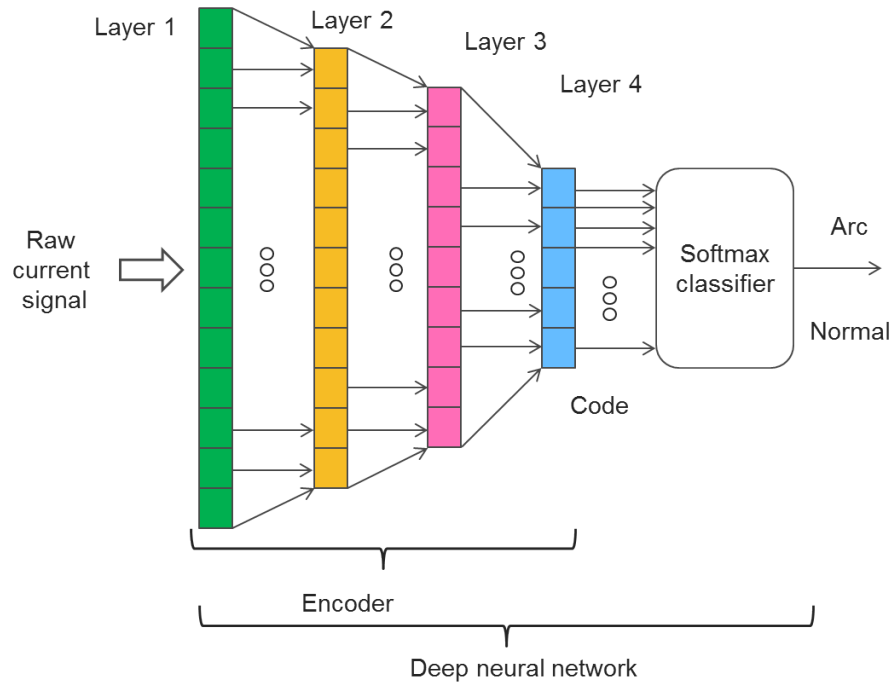 Layer 1
Layer 2
Layer 3
Layer 4
Raw
current
signal
Softmax
classifier
Arc
Normal
Code
Encoder
Deep neural network